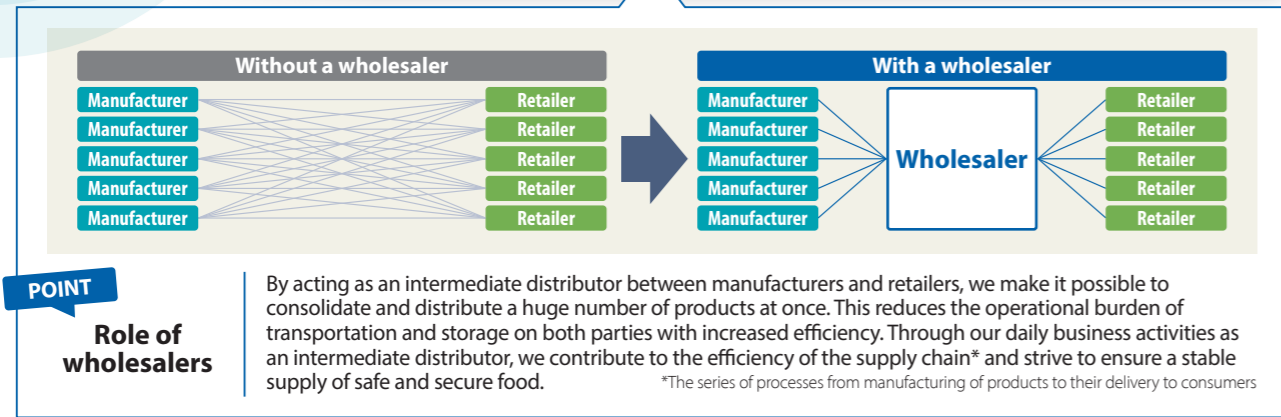 Without a wholesaler
Manufacturer
Retailer
Manufacturer
Retailer
Manufacturer
Retailer
Manufacturer
Retailer
Manufacturer
Retailer
With a wholesaler
Manufacturer
Retailer
Manufacturer
Retailer
Manufacturer
Wholesaler
Retailer
Manufacturer
Retailer
Manufacturer
Retailer
POINT
Role of
wholesalers
By acting as an intermediate distributor between manufacturers and retailers, we make it possible to
consolidate and distribute a huge number of products at once. This reduces the operational burden of
transportation and storage on both parties with increased efficiency. Through our daily business activities as
an intermediate distributor, we contribute to the efficiency of the supply chain* and strive to ensure a stable
supply of safe and secure food.
*The series of processes from manufacturing of products to their delivery to consumers